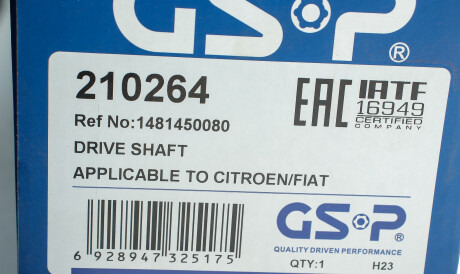 GSP®
210264
EAC IATF
16949
CERTIFIED
COMPANY
Ref No:1481450080
DRIVE SHAFT
APPLICABLE TO CITROEN/FIAT
GSP
QUALITY DRIVEN PERFORMANCE
6 928947 325175
QTY:1 H23